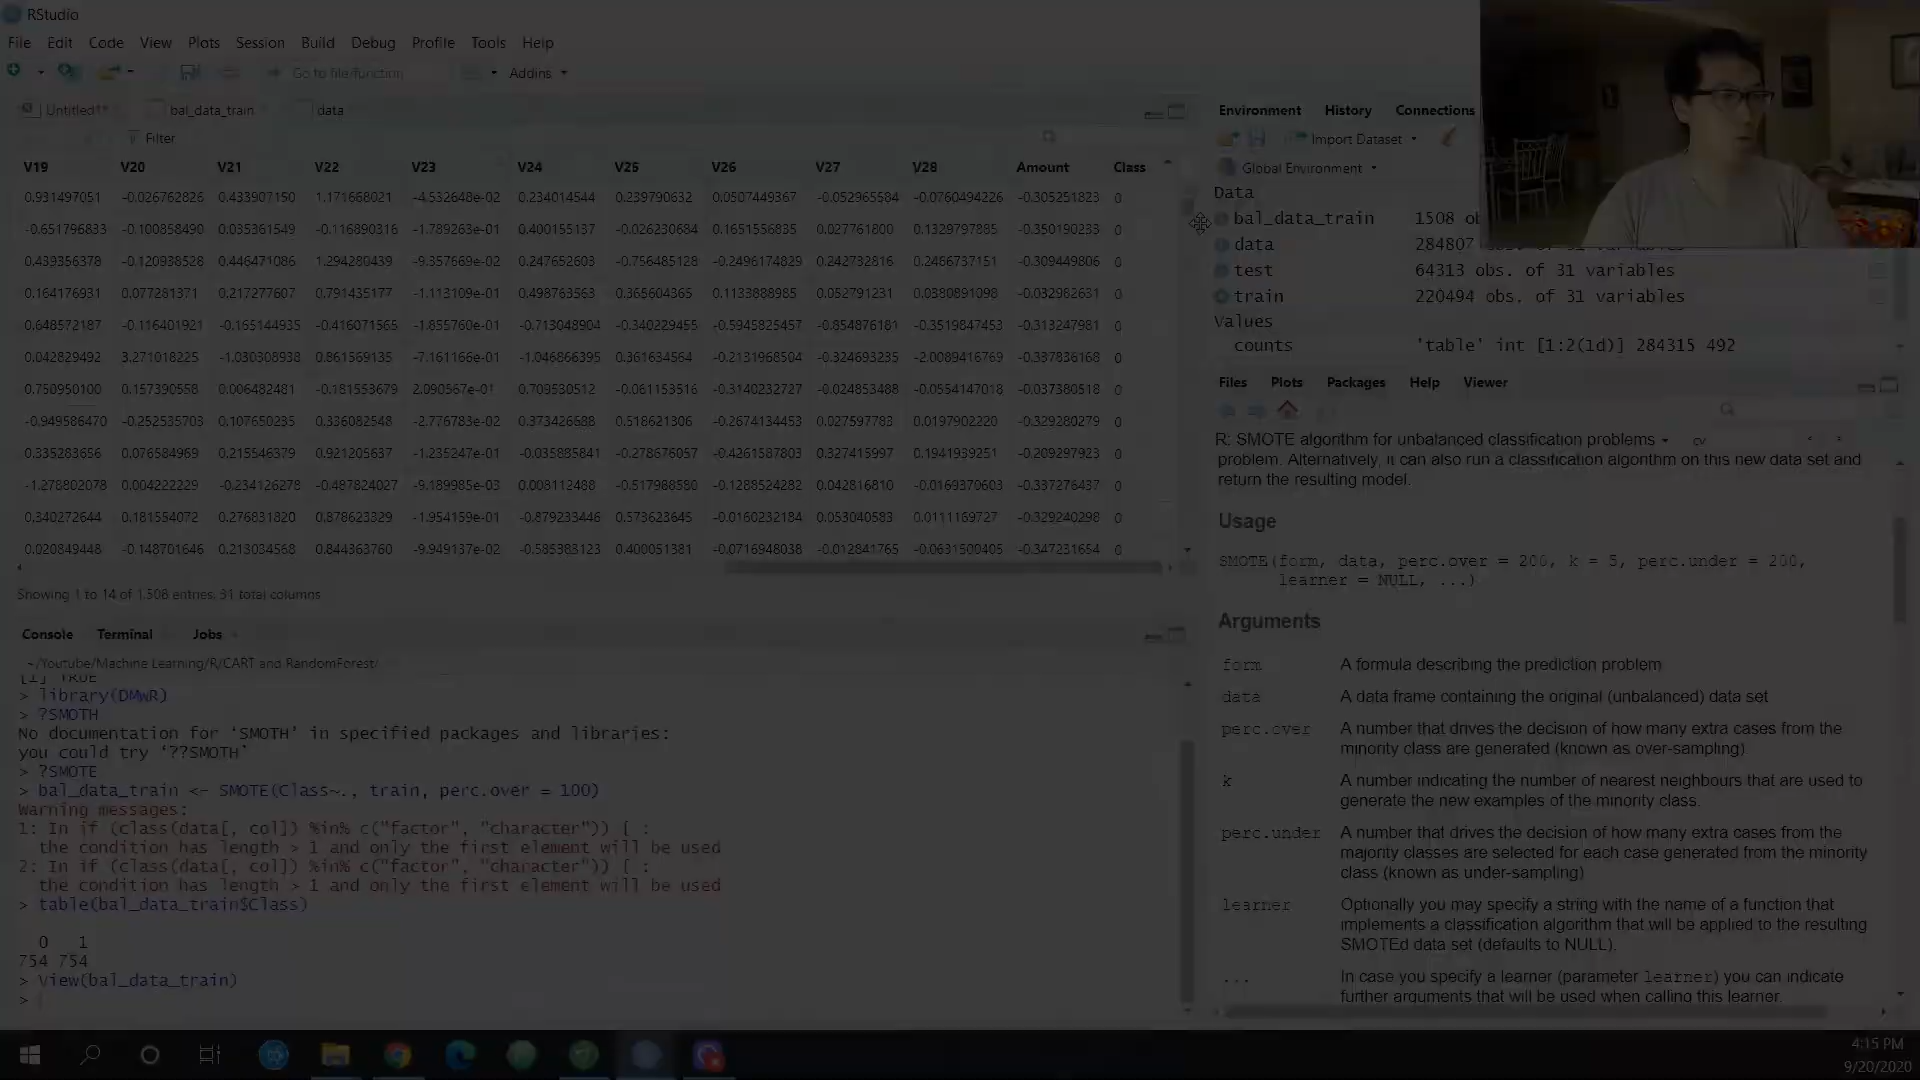 RStudio
File Edit Code View Plots Session Build Debug Profile Tools Help
Go to file/function Addins
Untitled1* bal_data_train data
Filter
V19 V20 V21 V22 V23 V24 V25 V26 V27 V28 Amount Class
0.931497051 -0.026762826 0.433907150 1.171668021 -4.532648e-02 0.234014544 0.239790632 0.0507449367 -0.052965584 -0.0760494226 -0.305251823 0
-0.651796833 -0.100858490 0.035361549 -0.116890316 -1.789263e-01 0.400155137 -0.026230684 0.1651556835 0.027761800 0.1329797885 -0.350190233 0
0.439356378 -0.120938528 0.446471086 1.294280439 -9.357669e-02 0.247652603 -0.756485128 -0.2496174829 0.242732816 0.2466737151 -0.309449806 0
0.164176931 0.077281371 0.217277607 0.791435177 -1.113109e-01 0.498763563 0.365604365 0.1133888985 0.052791231 0.0380891098 -0.032982631 0
0.648572187 -0.116401921 -0.165144935 -0.416071565 -1.855760e-01 -0.713048904 -0.340229455 -0.5945825457 -0.854876181 -0.3519847453 -0.313247981 0
0.042829492 3.271018225 -1.030308938 0.861569135 -7.161166e-01 -1.046866395 0.361634564 -0.2131968504 -0.324693235 -2.0089416769 -0.337836168 0
0.750950100 0.157390558 0.006482481 -0.181553679 2.090567e-01 0.709530512 -0.061153516 -0.3140232727 -0.024853488 -0.0554147018 -0.037380518 0
-0.949586470 -0.252535703 0.107650235 0.336082548 -2.776783e-02 0.373426688 0.518621306 -0.2674134453 0.027597783 0.0197902220 -0.329280279 0
0.335283656 0.076584969 0.215546379 0.921205637 -1.235247e-01 -0.035885841 -0.278676057 -0.4261587803 0.327415997 0.1941939251 -0.209297923 0
-1.278802078 0.004222229 -0.234126278 -0.487824027 -9.189985e-03 0.008112488 -0.517988580 -0.1288524282 0.042816810 -0.0169370603 -0.337276437 0
0.340272644 0.181554072 0.276831820 0.878623329 -1.954159e-01 -0.879233446 0.573623645 -0.0160232184 0.053040583 0.0111169727 -0.329240298 0
0.020849448 -0.148701646 0.213034568 0.844363760 -9.949137e-02 -0.585383123 0.400051381 -0.0716948038 -0.012841765 -0.0631500405 -0.347231654 0
Showing 1 to 14 of 1,508 entries, 31 total columns
Console Terminal Jobs
~/Youtube/Machine Learning/R/CART and RandomForest/
[1] TRUE
> library(DMwR)
> ?SMOTH
No documentation for ‘SMOTH’ in specified packages and libraries:
you could try ‘??SMOTH’
> ?SMOTE
> bal_data_train <- SMOTE(Class~., train, perc.over = 100)
Warning messages:
1: In if (class(data[, col]) %in% c("factor", "character")) { :
the condition has length > 1 and only the first element will be used
2: In if (class(data[, col]) %in% c("factor", "character")) { :
the condition has length > 1 and only the first element will be used
> table(bal_data_train$Class)
0 1
754 754
> View(bal_data_train)
>
Environment History Connections
Import Dataset
Global Environment
Data
bal_data_train 1508 ob
data 284807 obs. of 31 variables
test 64313 obs. of 31 variables
train 220494 obs. of 31 variables
Values
counts 'table' int [1:2(1d)] 284315 492
Files Plots Packages Help Viewer
R: SMOTE algorithm for unbalanced classification problems cv
problem. Alternatively, it can also run a classification algorithm on this new data set and
return the resulting model.
Usage
SMOTE(form, data, perc.over = 200, k = 5, perc.under = 200,
learner = NULL, ...)
Arguments
form A formula describing the prediction problem
data A data frame containing the original (unbalanced) data set
perc.over A number that drives the decision of how many extra cases from the
minority class are generated (known as over-sampling)
k A number indicating the number of nearest neighbours that are used to
generate the new examples of the minority class.
perc.under A number that drives the decision of how many extra cases from the
majority classes are selected for each case generated from the minority
class (known as under-sampling)
learner Optionally you may specify a string with the name of a function that
implements a classification algorithm that will be applied to the resulting
SMOTEd data set (defaults to NULL).
... In case you specify a learner (parameter learner) you can indicate
further arguments that will be used when calling this learner.
4:15 PM
9/20/2020